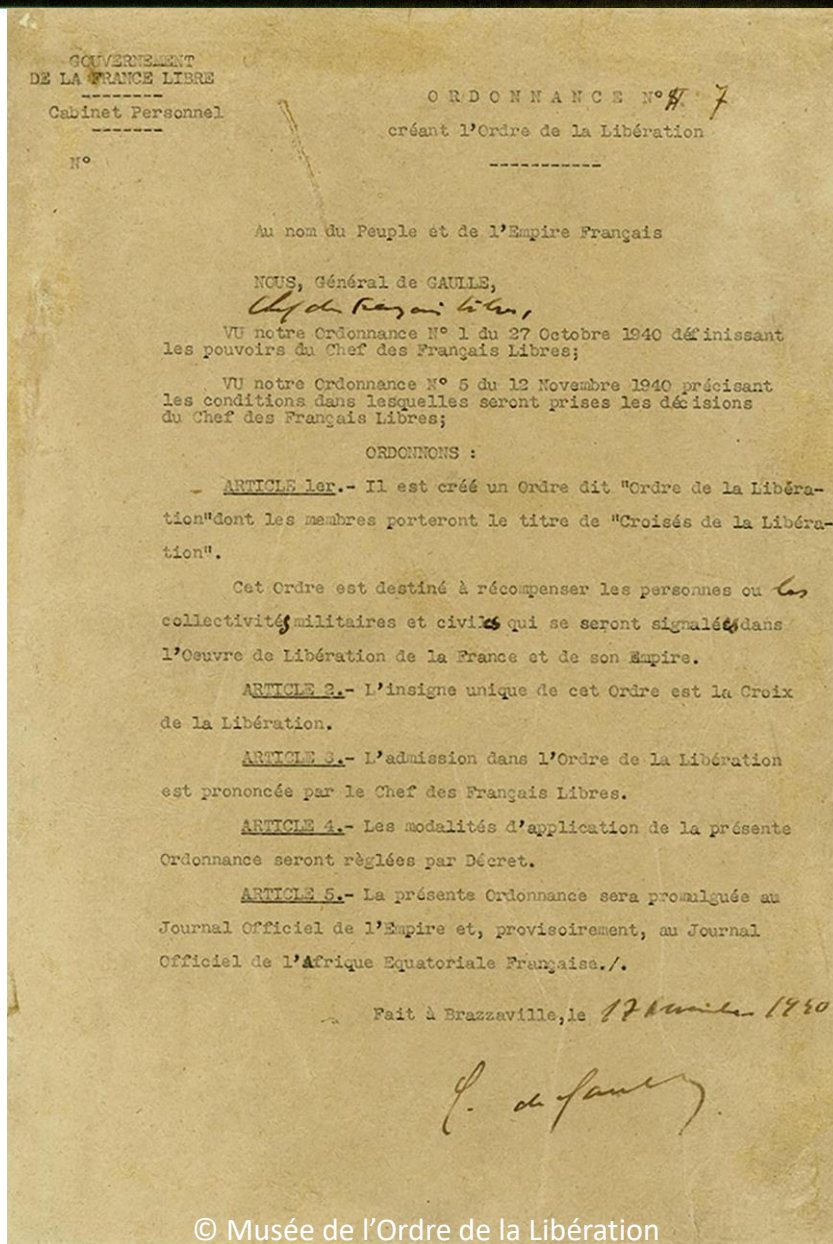 GOUVERNEMENT
DE LA FRANCE LIBRE
--------
Cabinet Personnel
-------
N°
ORDONNANCE N° 7
créant l'Ordre de la Libération
-----------
Au nom du Peuple et de l'Empire Français
NOUS, Général de GAULLE,
Chef des Français Libres,
VU notre Ordonnance N° 1 du 27 Octobre 1940 définissant
les pouvoirs du Chef des Français Libres;
VU notre Ordonnance N° 5 du 12 Novembre 1940 précisant
les conditions dans lesquelles seront prises les décisions
du Chef des Français Libres;
ORDONNONS :
ARTICLE 1er.- Il est créé un Ordre dit "Ordre de la Libéra-
tion"dont les membres porteront le titre de "Croisés de la Libéra-
tion".
Cet Ordre est destiné à récompenser les personnes ou les
collectivités militaires et civiles qui se seront signalées dans
l'Oeuvre de Libération de la France et de son Empire.
ARTICLE 2.- L'insigne unique de cet Ordre est la Croix
de la Libération.
ARTICLE 3.- L'admission dans l'Ordre de la Libération
est prononcée par le Chef des Français Libres.
ARTICLE 4.- Les modalités d'application de la présente
Ordonnance seront règlées par Décret.
ARTICLE 5.- La présente Ordonnance sera promulguée au
Journal Officiel de l'Empire et, provisoirement, au Journal
Officiel de l'Afrique Equatoriale Française./.
Fait à Brazzaville,le 17 Novembre 1940
C. de Gaulle
© Musée de l'Ordre de la Libération